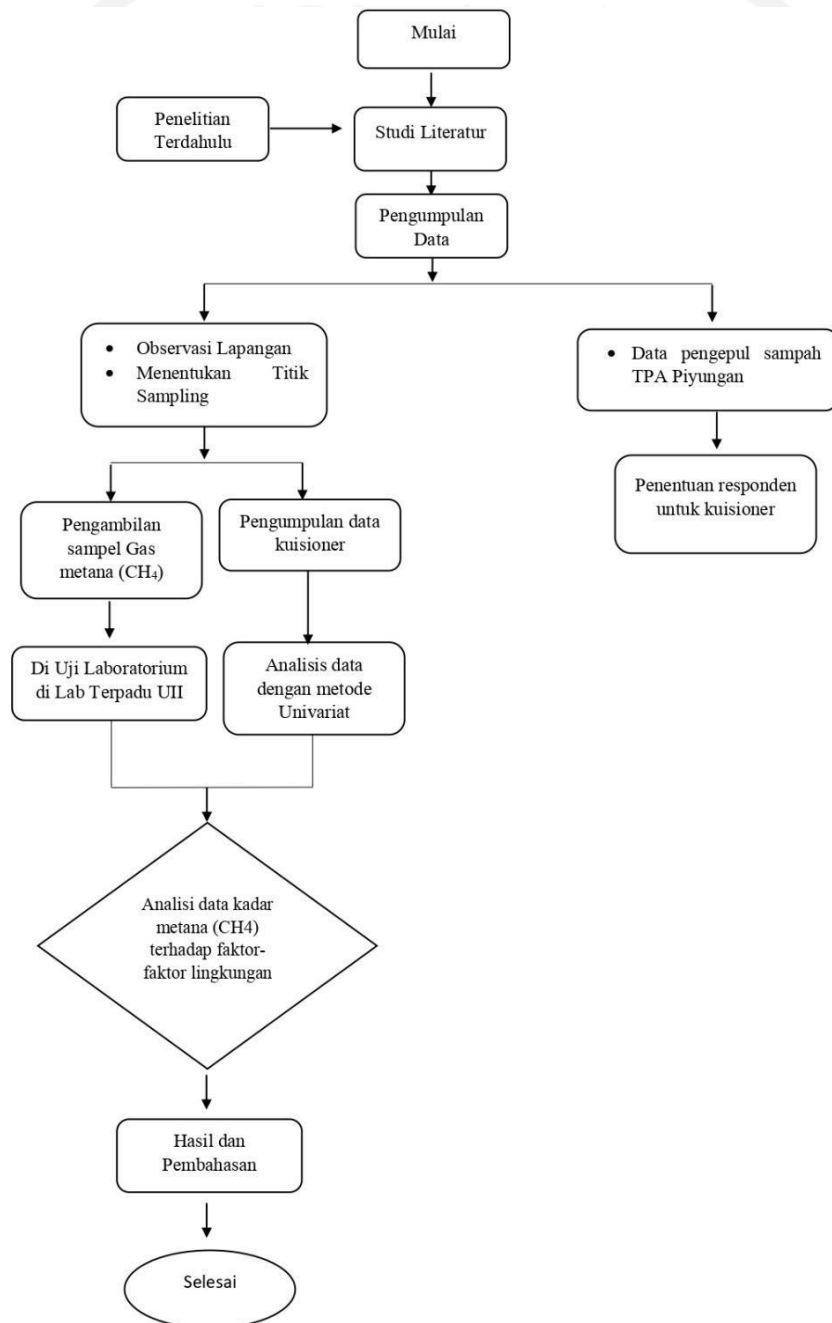 Mulai
Penelitian
Terdahulu
Studi Literatur
Pengumpulan
Data
• Observasi Lapangan
• Menentukan Titik
Sampling
• Data pengepul sampah
TPA Piyungan
Pengambilan
sampel Gas
metana (CH₄)
Pengumpulan data
kuisioner
Penentuan responden
untuk kuisioner
Di Uji Laboratorium
di Lab Terpadu UII
Analisis data
dengan metode
Univariat
Analisi data kadar
metana (CH4)
terhadap faktor-
faktor lingkungan
Hasil dan
Pembahasan
Selesai